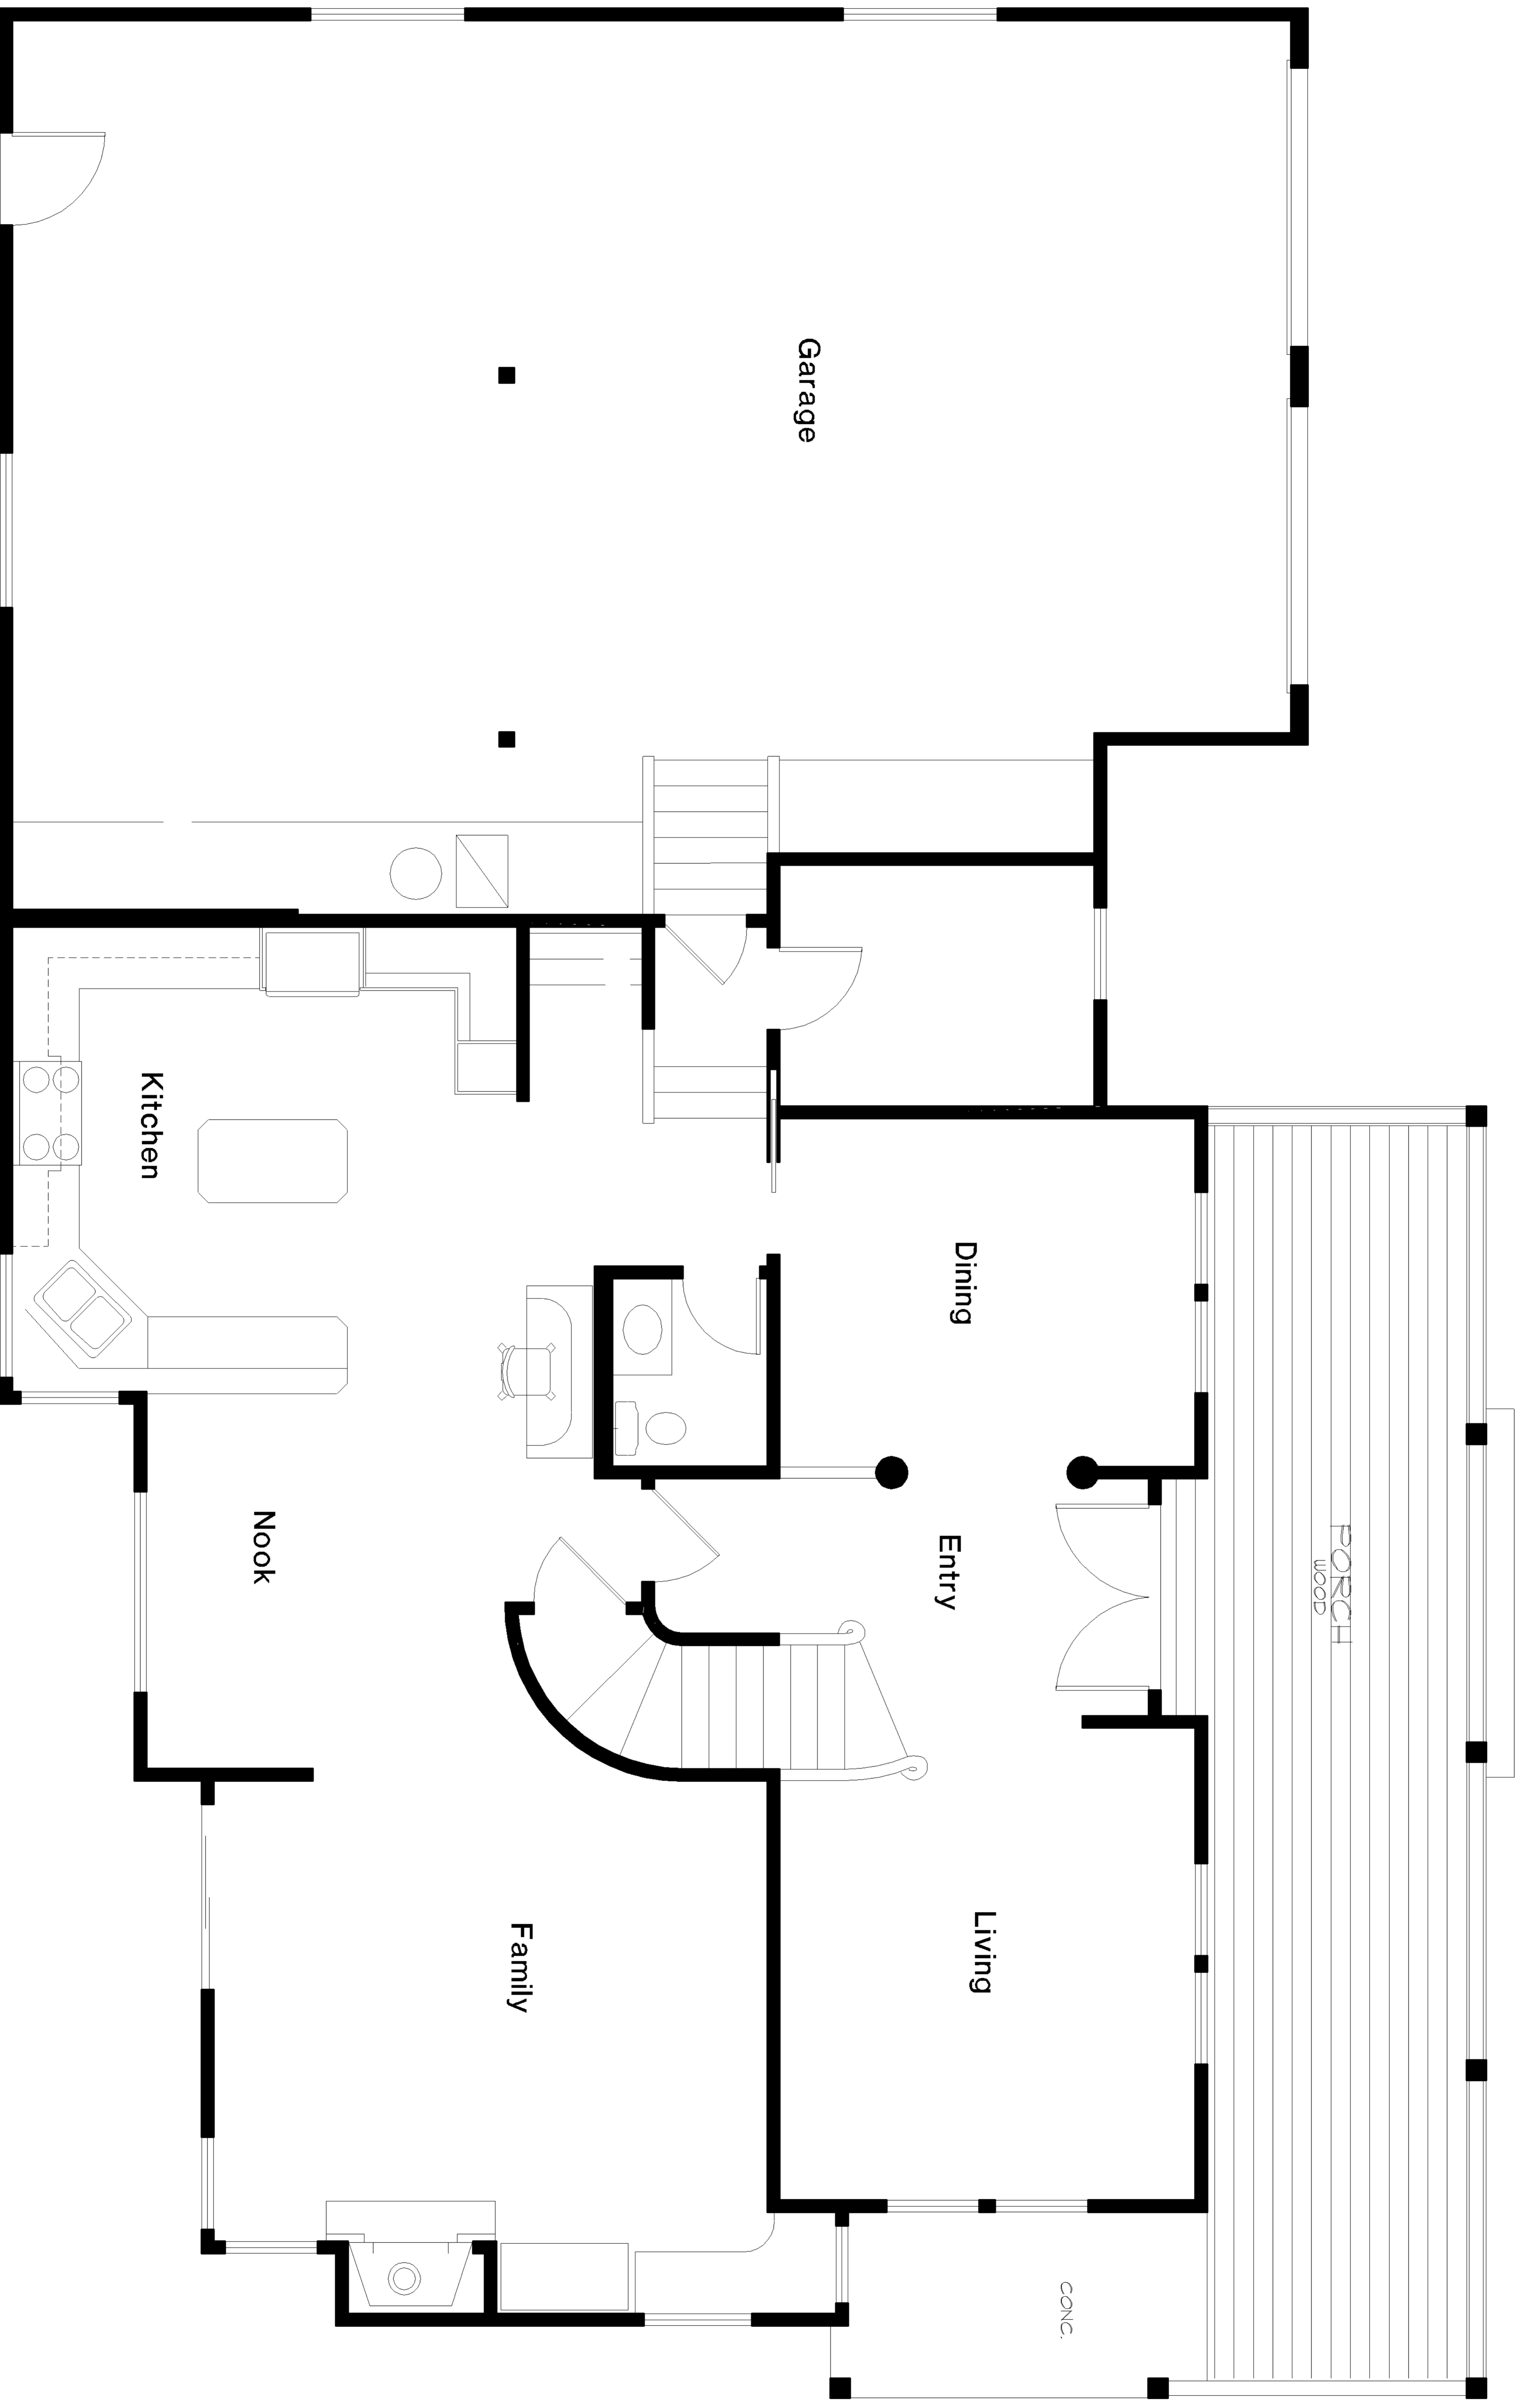 Garage
Kitchen
Dining
Nook
Entry
PORCH
WOOD
Family
Living
CONC.